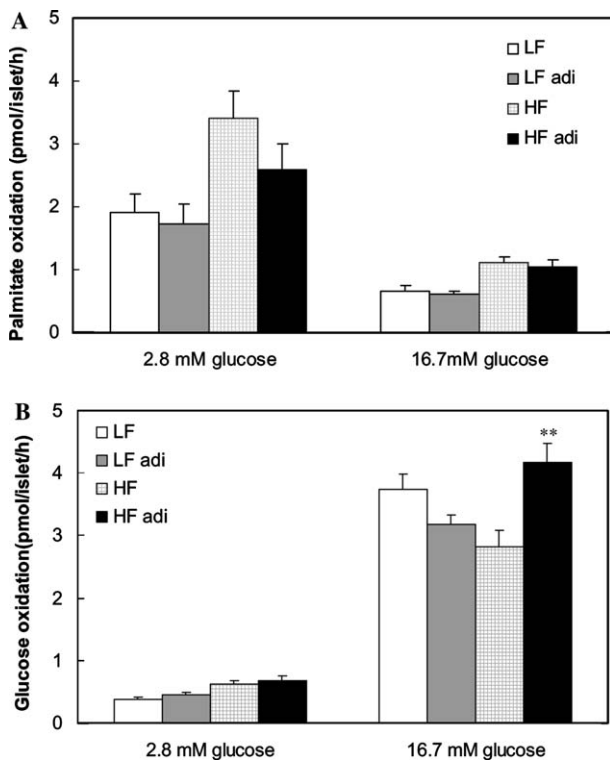 A
Palmitate oxidation (pmol/islet/h)
5
4
3
2
1
0
LF
LF adi
HF
HF adi
2.8 mM glucose
16.7mM glucose
B
Glucose oxidation(pmol/islet/h)
5
4
3
2
1
0
LF
LF adi
HF
HF adi
**
2.8 mM glucose
16.7 mM glucose